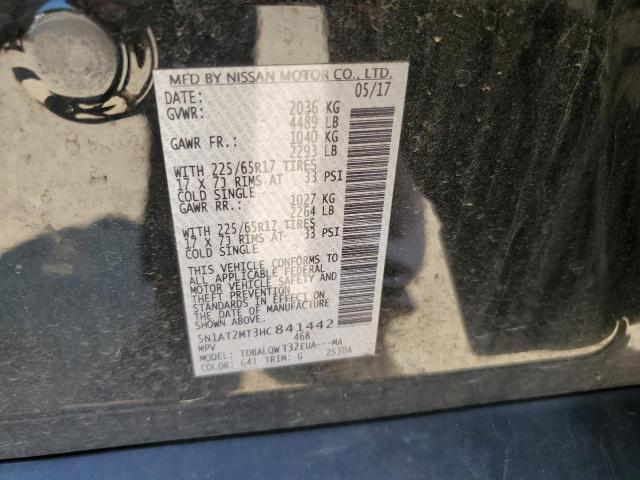 MFD BY NISSAN MOTOR CO., LTD.
DATE: 05/17
GVWR: 2036 KG
4489 LB
GAWR FR.: 1040 KG
2293 LB
WITH 225/65R17 TIRES
17 X 7J RIMS AT 33 PSI
COLD SINGLE
GAWR RR.: 1027 KG
2264 LB
WITH 225/65R17 TIRES
17 X 7J RIMS AT 33 PSI
COLD SINGLE
THIS VEHICLE CONFORMS TO
ALL APPLICABLE FEDERAL
MOTOR VEHICLE SAFETY AND
THEFT PREVENTION
STANDARDS IN EFFECT ON
THE DATE OF MANUFACTURE
SHOWN ABOVE.
5N1AT2MT3HC841442
MPV 468
MODEL: TDBALQWT32EUA---MA
COLOR: G41 TRIM: G 2530A